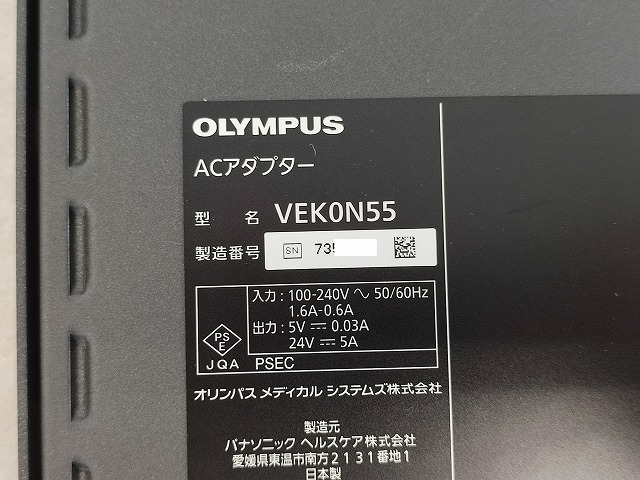 OLYMPUS
ACアダプター
型 名 VEK0N55
製造番号 SN 73
入力 : 100-240V ～ 50/60Hz
1.6A-0.6A
出力 : 5V ⎓ 0.03A
24V ⎓ 5A
PS
E
JQA PSEC
オリンパス メディカル システムズ株式会社
製造元
パナソニック ヘルスケア株式会社
愛媛県東温市南方2131番地1
日本製